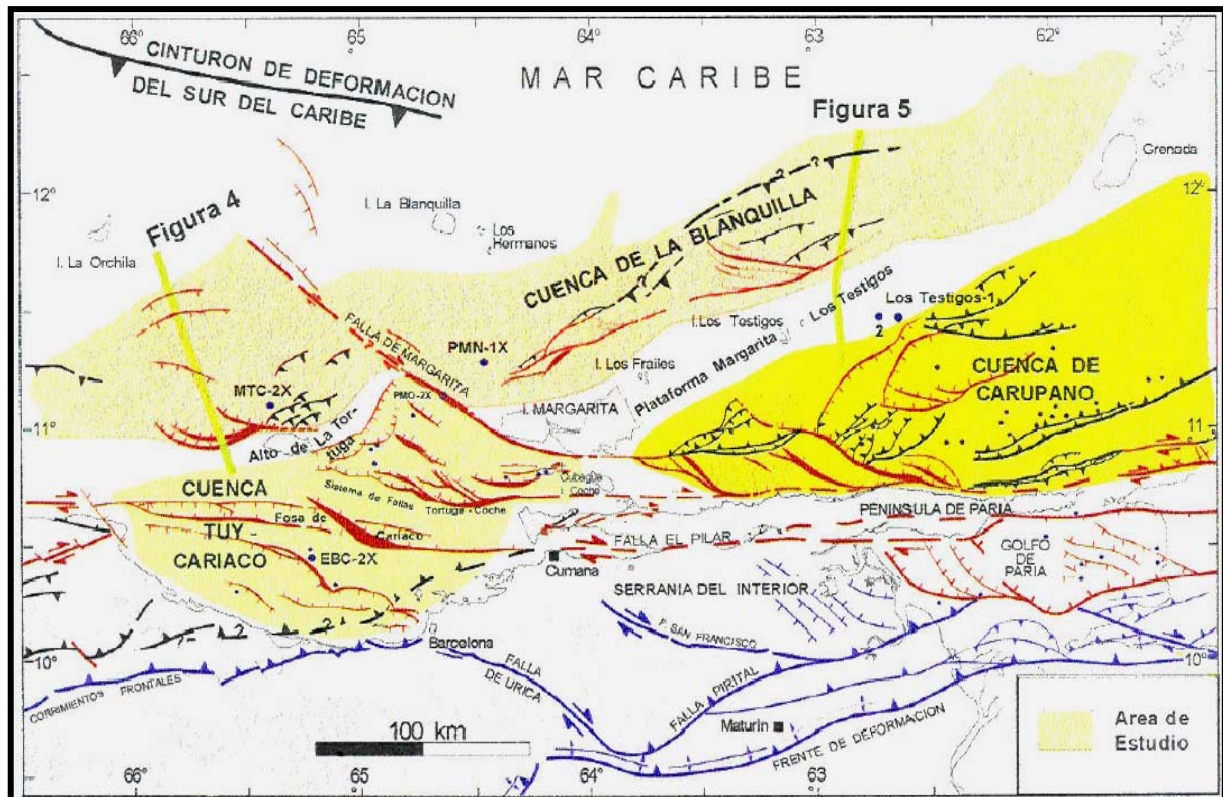 66° 65 64° 63 62°
CINTURON DE DEFORMACION
DEL SUR DEL CARIBE
MAR CARIBE
Figura 5
Grenada
12°
12°
I. La Blanquilla
Los
Hermanos
Figura 4
I. La Orchila
CUENCA DE LA BLANQUILLA
?
?
?
FALLA DE MARGARITA
PMN-1X
I.Los Testigos
Los Testigos
Los Testigos-1
2
I. Los Frailes
Plataforma Margarita
CUENCA DE
CARUPANO
MTC-2X
PMO-2X
I. MARGARITA
11°
11
Alto de La Tor-
tuga
CUENCA
TUY
CARIACO
Sistema de Fallas Tortuga-Coche
Cubagua
I. Coche
Fosa de
Cariaco
PENINSULA DE PARIA
FALLA EL PILAR
GOLFO
DE
PARIA
EBC-2X
Cumana
SERRANIA DEL INTERIOR
?
?
F. SAN FRANCISCO
Barcelona
10°
10°
CORRIMIENTOS FRONTALES
FALLA
DE URICA
FALLA PIRITAL
Maturin
FRENTE DE DEFORMACION
100 km
Area de
Estudio
66° 65 64° 63